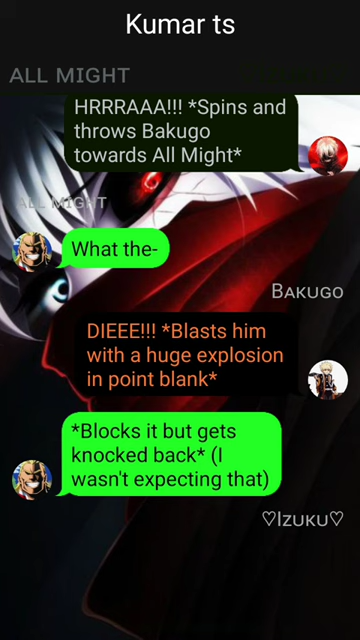 Kumar ts
ALL MIGHT
HRRRAAA!!! *Spins and
throws Bakugo
towards All Might*
ALL MIGHT
What the-
BAKUGO
DIEEE!!! *Blasts him
with a huge explosion
in point blank*
*Blocks it but gets
knocked back* (I
wasn't expecting that)
♡IZUKU♡